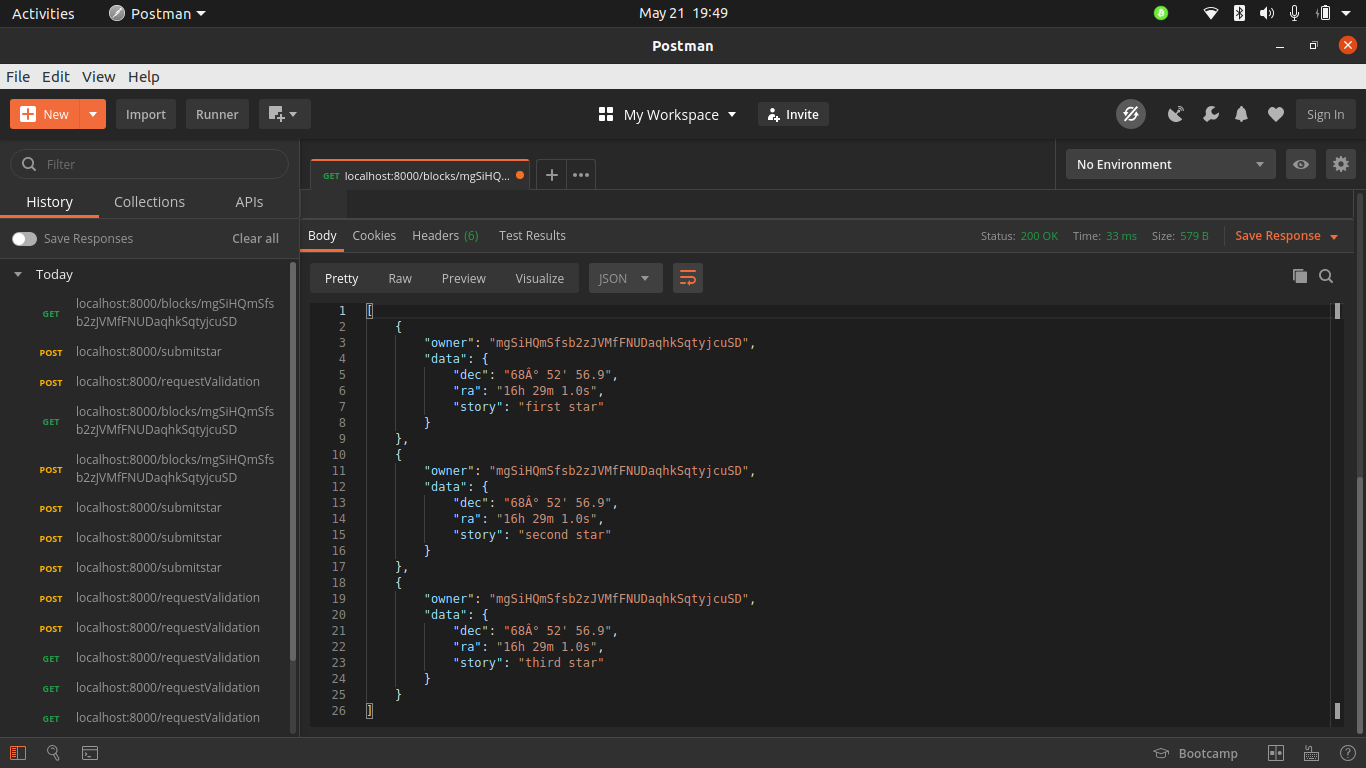 Activities Postman May 21 19:49
Postman
File Edit View Help
New Import Runner My Workspace Invite Sign In
Filter
GET localhost:8000/blocks/mgSiHQ... No Environment
History Collections APIs
Save Responses Clear all
Body Cookies Headers (6) Test Results Status: 200 OK Time: 33 ms Size: 579 B Save Response
Pretty Raw Preview Visualize JSON
Today
GET localhost:8000/blocks/mgSiHQmSfs
b2zJVMfFNUDaqhkSqtyjcuSD
POST localhost:8000/submitstar
POST localhost:8000/requestValidation
GET localhost:8000/blocks/mgSiHQmSfs
b2zJVMfFNUDaqhkSqtyjcuSD
POST localhost:8000/blocks/mgSiHQmSfs
b2zJVMfFNUDaqhkSqtyjcuSD
POST localhost:8000/submitstar
POST localhost:8000/submitstar
POST localhost:8000/submitstar
POST localhost:8000/requestValidation
POST localhost:8000/requestValidation
GET localhost:8000/requestValidation
GET localhost:8000/requestValidation
GET localhost:8000/requestValidation
1 [
2 {
3 "owner": "mgSiHQmSfsb2zJVMfFNUDaqhkSqtyjcuSD",
4 "data": {
5 "dec": "68Â° 52' 56.9",
6 "ra": "16h 29m 1.0s",
7 "story": "first star"
8 }
9 },
10 {
11 "owner": "mgSiHQmSfsb2zJVMfFNUDaqhkSqtyjcuSD",
12 "data": {
13 "dec": "68Â° 52' 56.9",
14 "ra": "16h 29m 1.0s",
15 "story": "second star"
16 }
17 },
18 {
19 "owner": "mgSiHQmSfsb2zJVMfFNUDaqhkSqtyjcuSD",
20 "data": {
21 "dec": "68Â° 52' 56.9",
22 "ra": "16h 29m 1.0s",
23 "story": "third star"
24 }
25 }
26 ]
Bootcamp